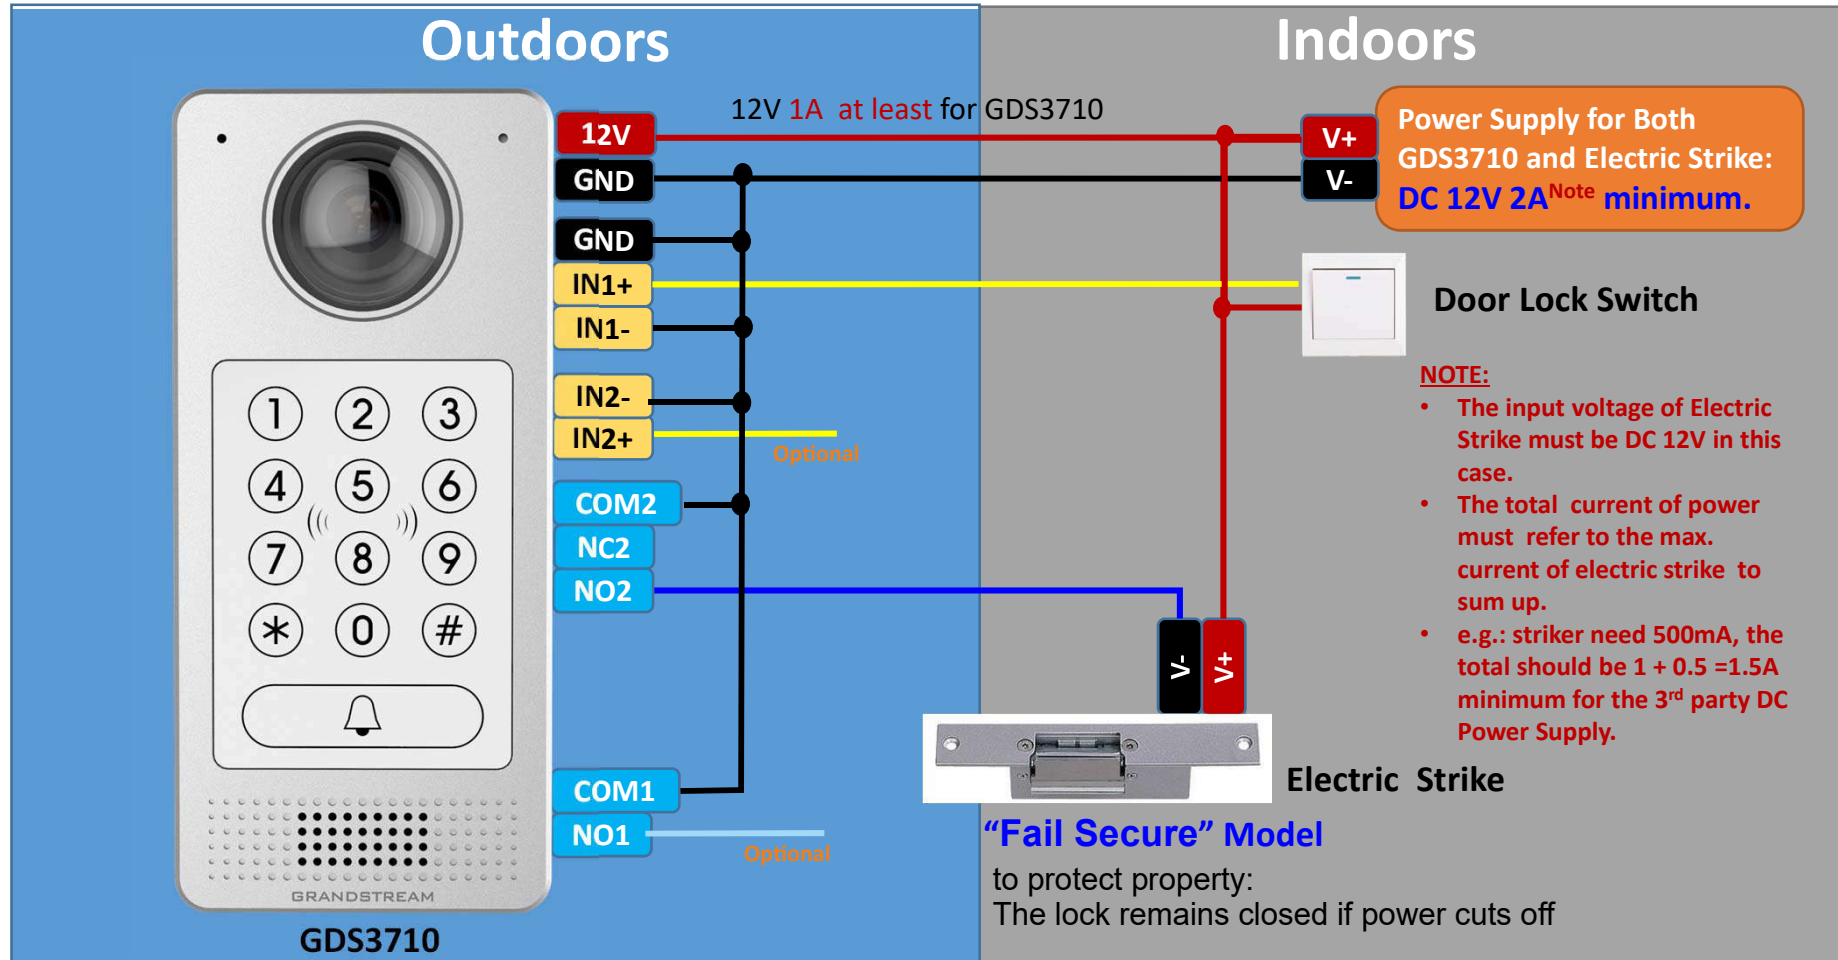 Outdoors
Indoors
12V 1A at least for GDS3710
12V
GND
GND
IN1+
IN1-
IN2-
IN2+
Optional
COM2
NC2
NO2
COM1
NO1
Optional
1 2 3
4 5 6
7 8 9
* 0 #
GRANDSTREAM
GDS3710
V+
V-
Power Supply for Both
GDS3710 and Electric Strike:
DC 12V 2ANote minimum.
Door Lock Switch
NOTE:
• The input voltage of Electric
Strike must be DC 12V in this
case.
• The total current of power
must refer to the max.
current of electric strike to
sum up.
• e.g.: striker need 500mA, the
total should be 1 + 0.5 =1.5A
minimum for the 3rd party DC
Power Supply.
V-
V+
Electric Strike
“Fail Secure” Model
to protect property:
The lock remains closed if power cuts off